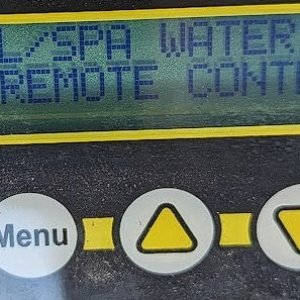 L/SPA WATER
REMOTE CONT
Menu